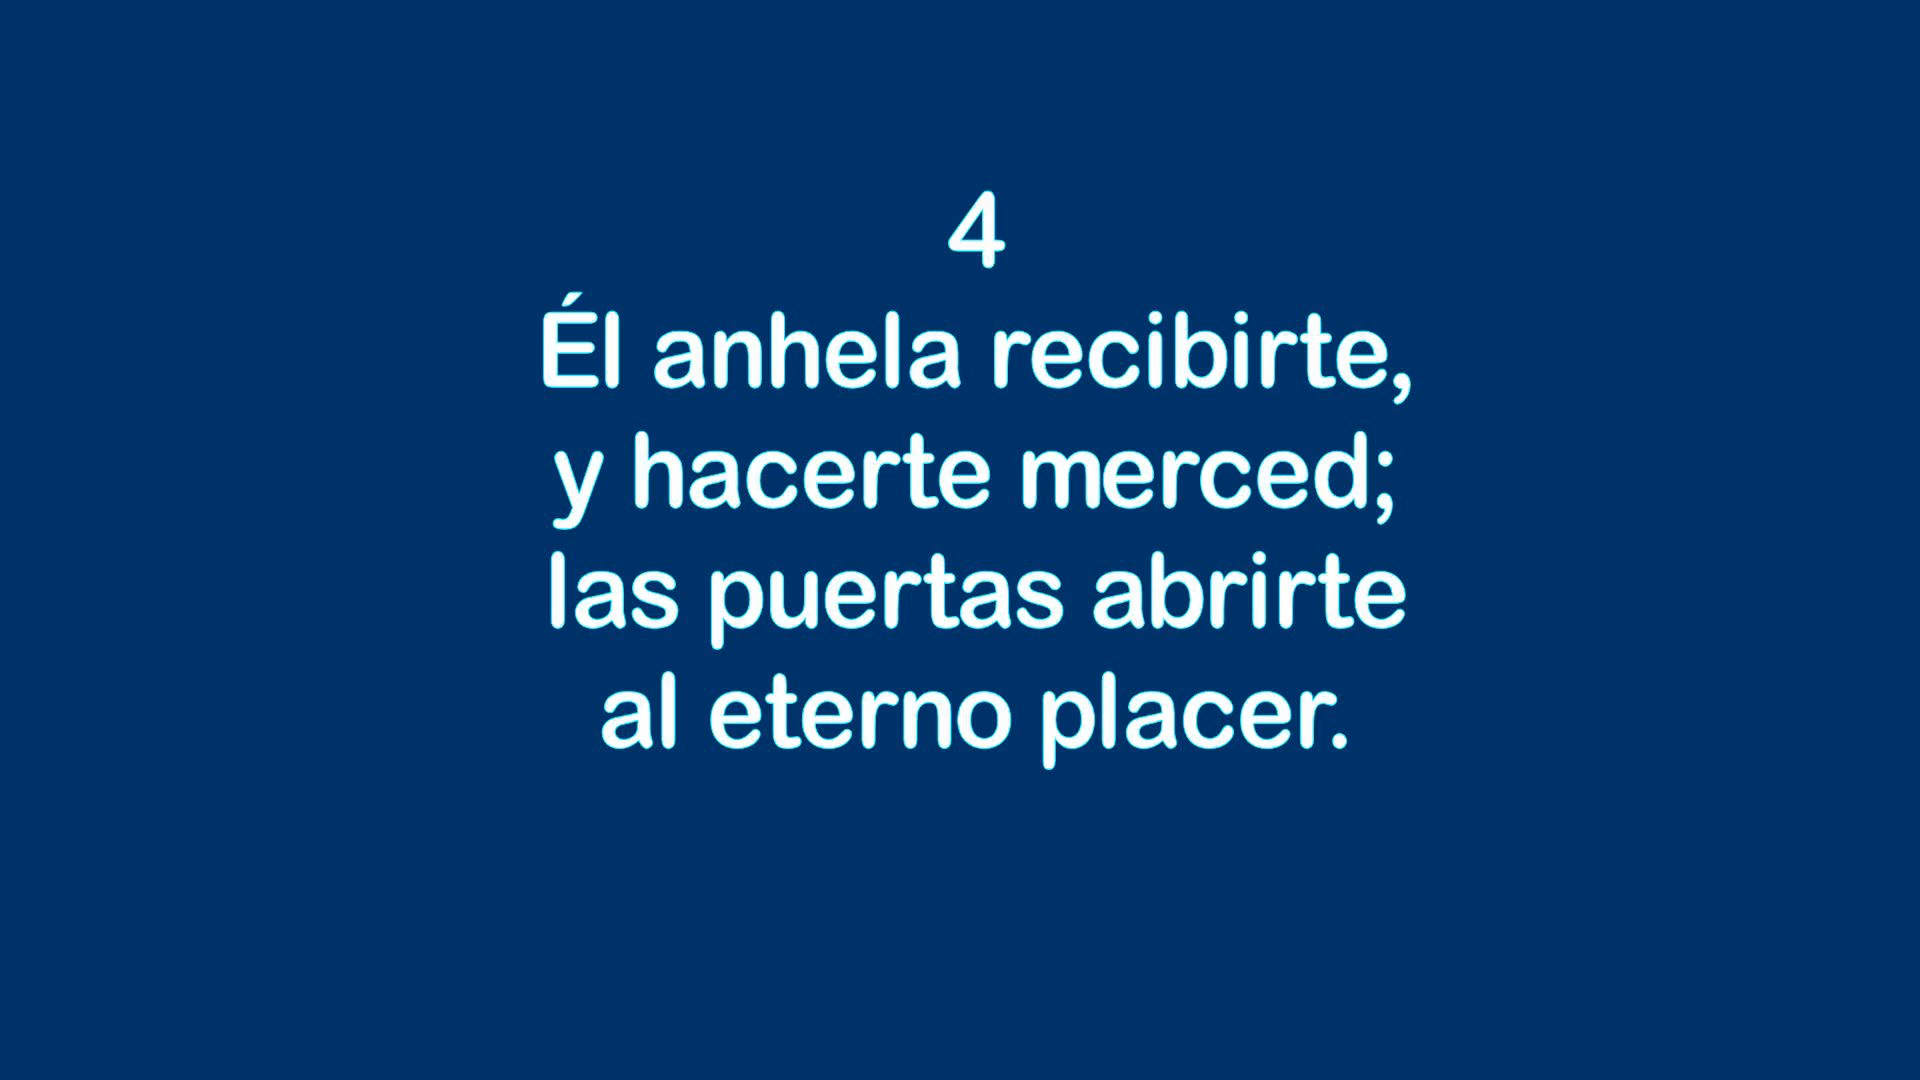 4
Él anhela recibirte,
y hacerte merced;
las puertas abrirte
al eterno placer.